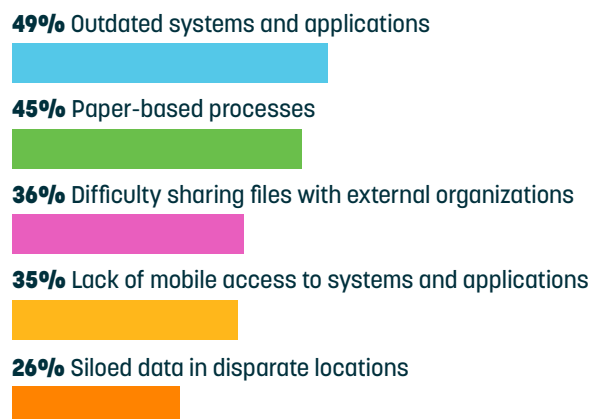 49% Outdated systems and applications
45% Paper-based processes
36% Difficulty sharing files with external organizations
35% Lack of mobile access to systems and applications
26% Siloed data in disparate locations